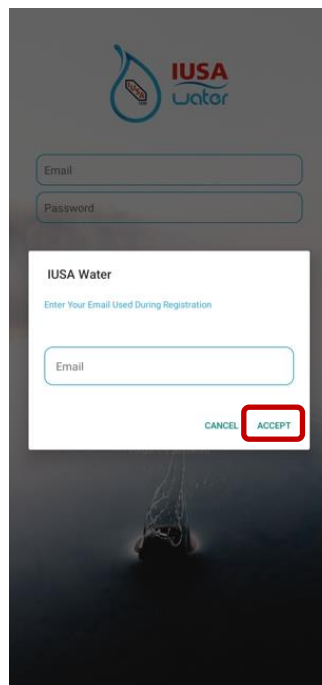 IUSA
water
Email
Password
IUSA Water
Enter Your Email Used During Registration
Email
CANCEL ACCEPT